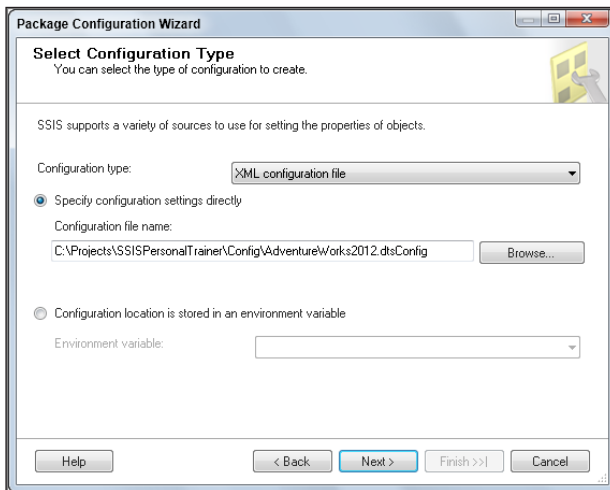 Package Configuration Wizard
Select Configuration Type
You can select the type of configuration to create.
SSIS supports a variety of sources to use for setting the properties of objects.
Configuration type:
XML configuration file
Specify configuration settings directly
Configuration file name:
C:\Projects\SSISPersonalTrainer\Config\AdventureWorks2012.dtsConfig
Browse...
Configuration location is stored in an environment variable
Environment variable:
Help
< Back
Next >
Finish >>|
Cancel